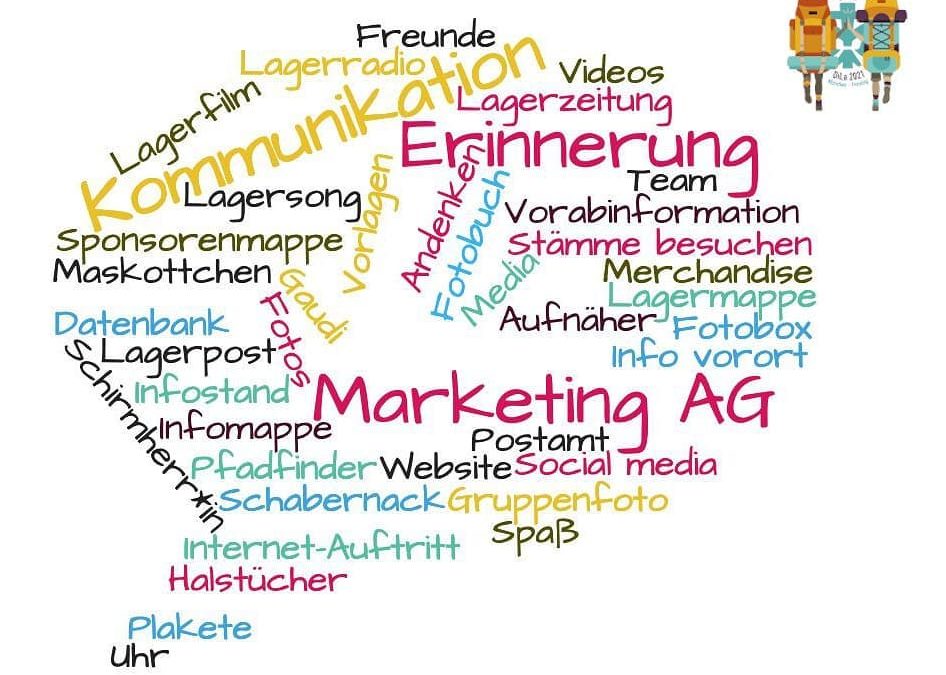 Freunde
Lagerradio
Kommunikation
Videos
Lagerfilm
Lagerzeitung
Erinnerung
Team
Lagersong
Vorlagen
Andenken
Fotobuch
Vorabinformation
Sponsorenmappe
Stämme besuchen
Maskottchen
Gaudi
Media
Merchandise
Lagermappe
Datenbank
Fotos
Aufnäher
Fotobox
Schirmherr*in
Lagerpost
Info vorort
Infostand
Marketing AG
Infomappe
Postamt
Pfadfinder
Website
Social media
Schabernack
Gruppenfoto
Spaß
Internet-Auftritt
Halstücher
Plakete
Uhr
DiLa 2021